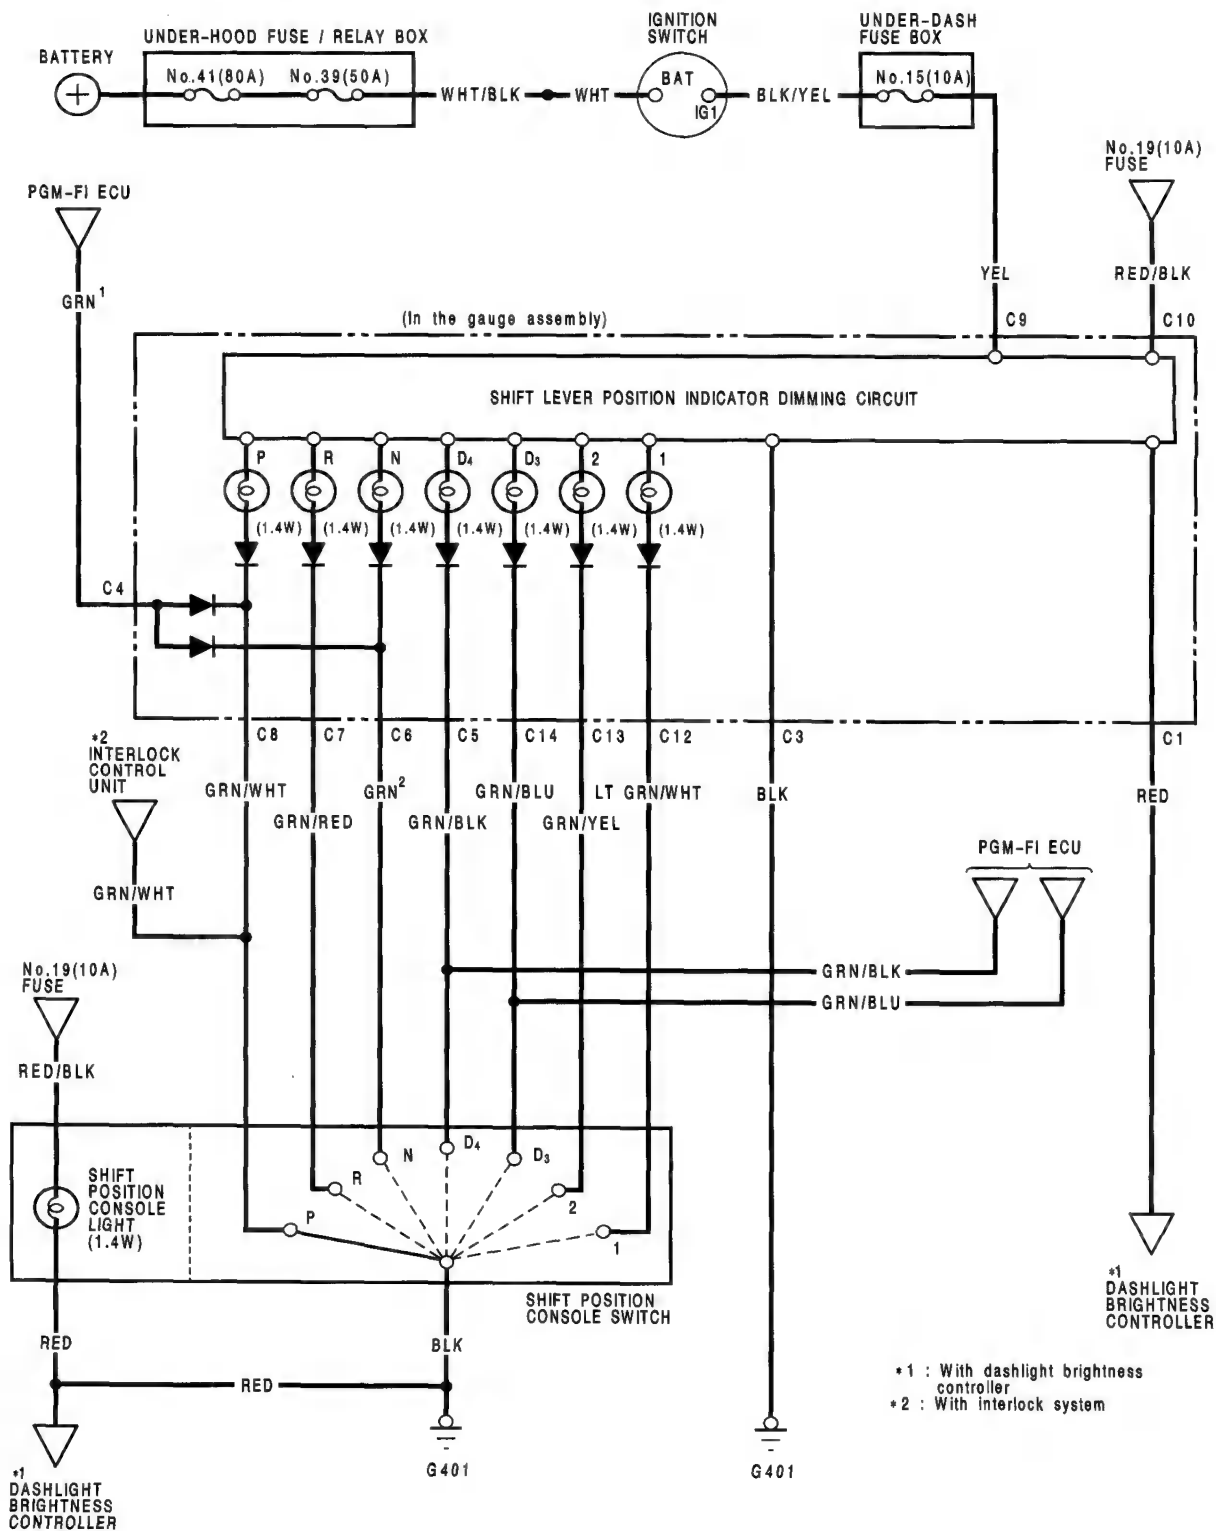 UNDER-HOOD FUSE / RELAY BOX
IGNITION
SWITCH
UNDER-DASH
FUSE BOX
BATTERY
No.41(80A)
No.39(50A)
WHT/BLK
WHT
BAT
IG1
BLK/YEL
No.15(10A)
No.19(10A)
FUSE
PGM-FI ECU
GRN1
YEL
RED/BLK
(In the gauge assembly)
C9
C10
SHIFT LEVER POSITION INDICATOR DIMMING CIRCUIT
P
R
N
D4
D3
2
1
(1.4W)
(1.4W)
(1.4W)
(1.4W)
(1.4W)
(1.4W)
(1.4W)
C4
C8
C7
C6
C5
C14
C13
C12
C3
C1
*2
INTERLOCK
CONTROL
UNIT
GRN/WHT
GRN2
GRN/BLU
LT GRN/WHT
BLK
RED
GRN/RED
GRN/BLK
GRN/YEL
PGM-FI ECU
GRN/WHT
No.19(10A)
FUSE
GRN/BLK
GRN/BLU
RED/BLK
N
D4
D3
R
2
P
1
SHIFT
POSITION
CONSOLE
LIGHT
(1.4W)
SHIFT POSITION
CONSOLE SWITCH
*1
DASHLIGHT
BRIGHTNESS
CONTROLLER
RED
BLK
RED
*1 : With dashlight brightness
controller
*2 : With interlock system
G401
G401
*1
DASHLIGHT
BRIGHTNESS
CONTROLLER